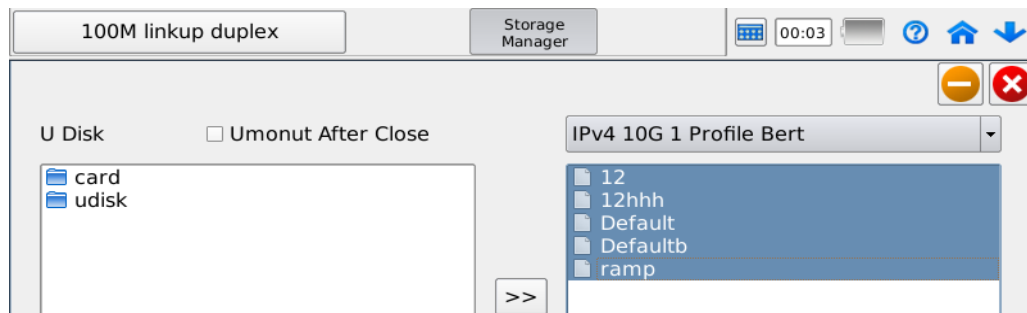 100M linkup duplex
Storage
Manager
00:03
?
U Disk
Umonut After Close
IPv4 10G 1 Profile Bert
card
udisk
12
12hhh
Default
Defaultb
ramp
>>